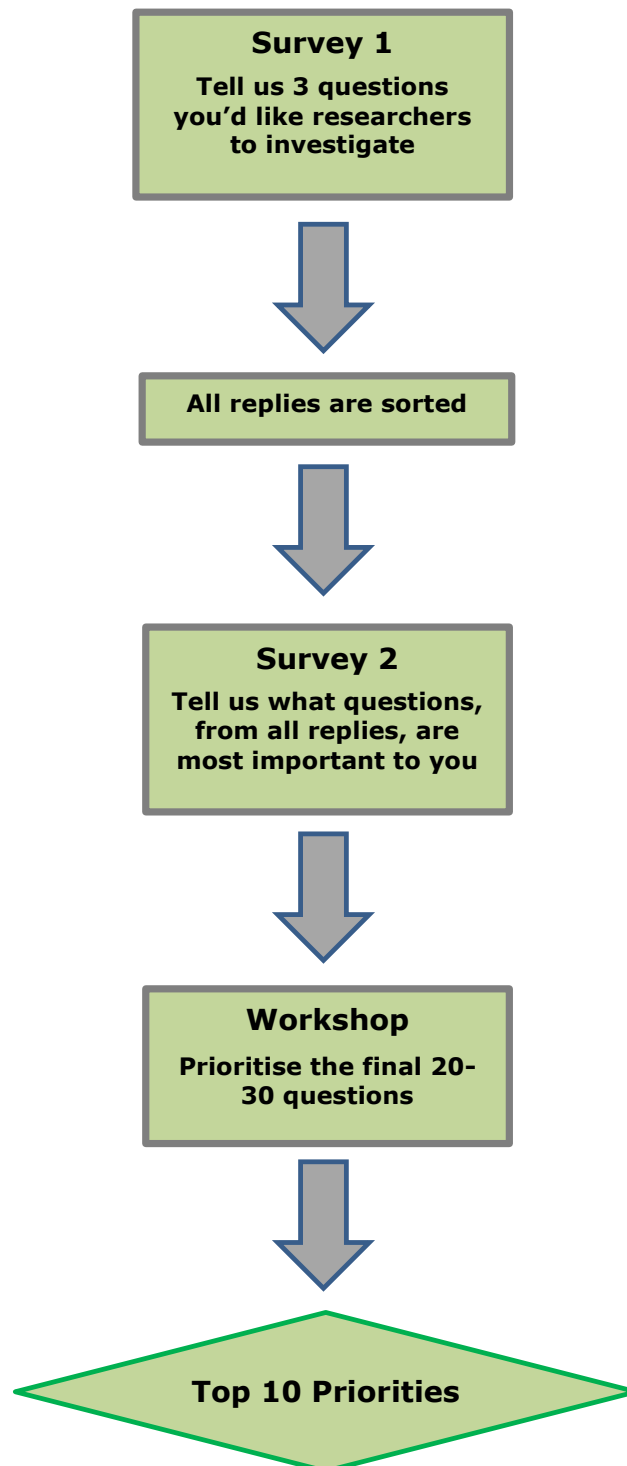 Survey 1
Tell us 3 questions
you’d like researchers
to investigate
All replies are sorted
Survey 2
Tell us what questions,
from all replies, are
most important to you
Workshop
Prioritise the final 20-
30 questions
Top 10 Priorities